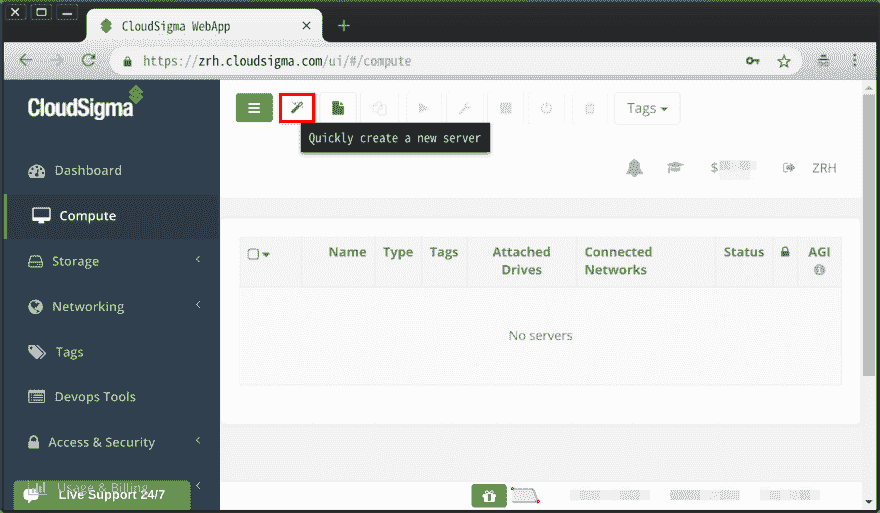 CloudSigma WebApp
https://zrh.cloudsigma.com/ui/#/compute
CloudSigma
Tags
Quickly create a new server
$
ZRH
Dashboard
Compute
Storage
Networking
Tags
Devops Tools
Access & Security
Usage & Billing
Live Support 24/7
Name
Type
Tags
Attached
Drives
Connected
Networks
Status
AGI
No servers